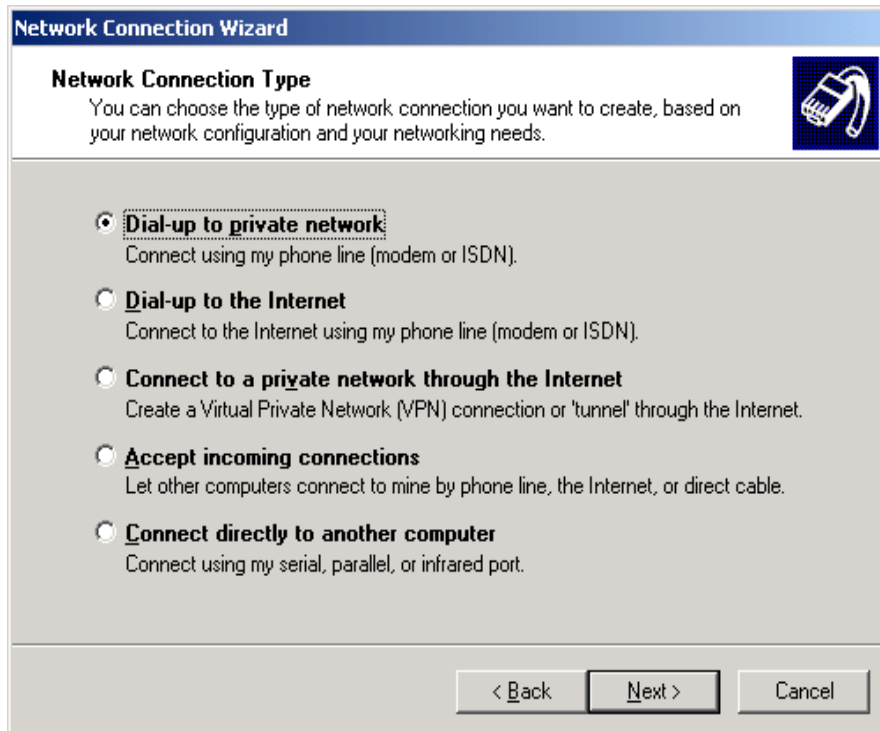 Network Connection Wizard
Network Connection Type
You can choose the type of network connection you want to create, based on
your network configuration and your networking needs.
Dial-up to private network
Connect using my phone line (modem or ISDN).
Dial-up to the Internet
Connect to the Internet using my phone line (modem or ISDN).
Connect to a private network through the Internet
Create a Virtual Private Network (VPN) connection or 'tunnel' through the Internet.
Accept incoming connections
Let other computers connect to mine by phone line, the Internet, or direct cable.
Connect directly to another computer
Connect using my serial, parallel, or infrared port.
< Back
Next >
Cancel